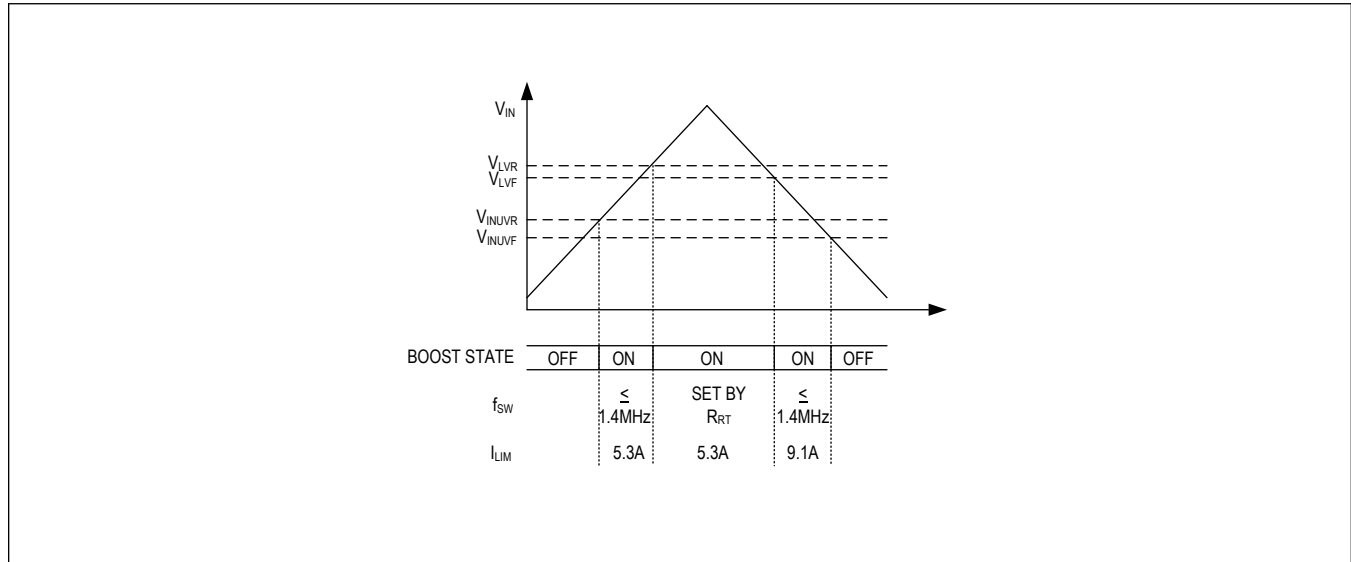 VIN
VLVR
VLVF
VINUVR
VINUVF
BOOST STATE OFF ON ON ON OFF
fSW ≤ 1.4MHz SET BY RRT ≤ 1.4MHz
ILIM 5.3A 5.3A 9.1A